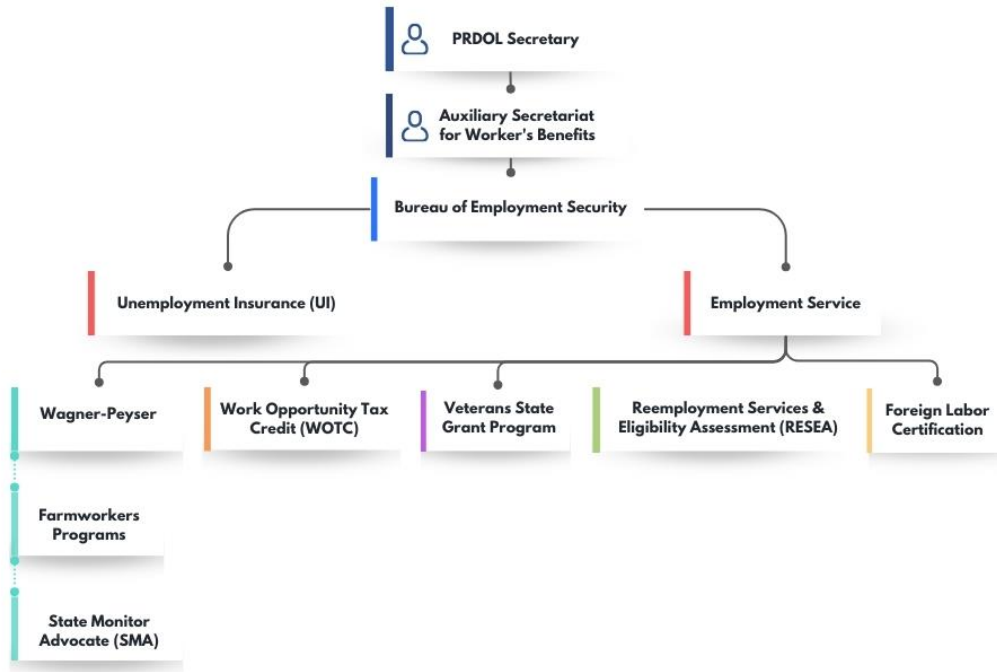 PRDOL Secretary
Auxiliary Secretariat
for Worker's Benefits
Bureau of Employment Security
Unemployment Insurance (UI)
Employment Service
Wagner-Peyser
Work Opportunity Tax
Credit (WOTC)
Veterans State
Grant Program
Reemployment Services &
Eligibility Assessment (RESEA)
Foreign Labor
Certification
Farmworkers
Programs
State Monitor
Advocate (SMA)